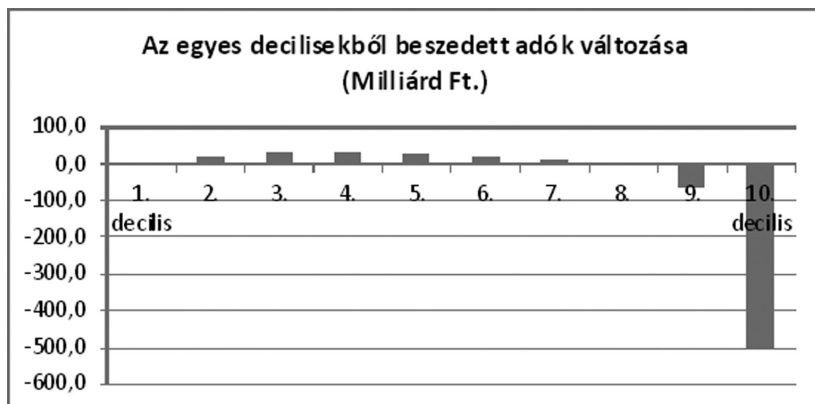 Az egyes decilisekből beszedett adók változása
(Milliárd Ft.)
100,0
0,0
-100,0
-200,0
-300,0
-400,0
-500,0
-600,0
1. 2. 3. 4. 5. 6. 7. 8. 9. 10.
decilis decilis